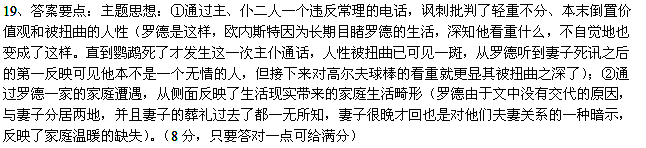 19、答案要点：主题思想：①通过主、仆二人一个违反常理的电话，讽刺批判了轻重不分、本末倒置价
值观和被扭曲的人性（罗德是这样，欧内斯特因为长期目睹罗德的生活，深知他看重什么，不自觉地也
变成了这样。直到鹦鹉死了才发生这一次主仆通话，人性被扭曲已可见一斑，从罗德听到妻子死讯之后
的第一反映可见他本不是一个无情的人，但接下来对高尔夫球棒的看重就更显其被扭曲之深了）；②通
过罗德一家的家庭遭遇，从侧面反映了生活现实带来的家庭生活畸形（罗德由于文中没有交代的原因，
与妻子分居两地，并且妻子的葬礼过去了都一无所知，妻子很晚才回也是对他们夫妻关系的一种暗示，
反映了家庭温暖的缺失）。（8 分，只要答对一点可给满分）